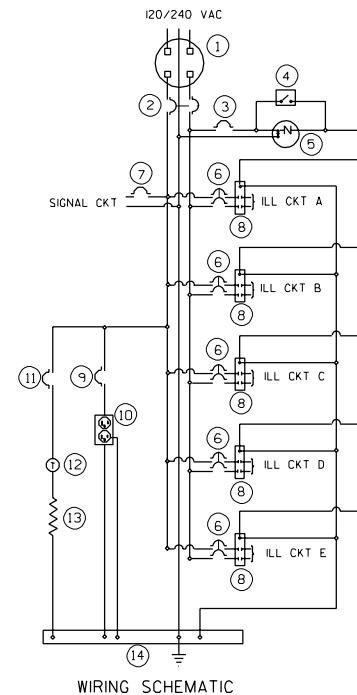 120/240 VAC
1
2
3
4
N
5
7
6
SIGNAL CKT
ILL CKT A
8
6
ILL CKT B
8
6
ILL CKT C
8
11
9
10
6
ILL CKT D
8
12
T
13
6
ILL CKT E
8
14
WIRING SCHEMATIC